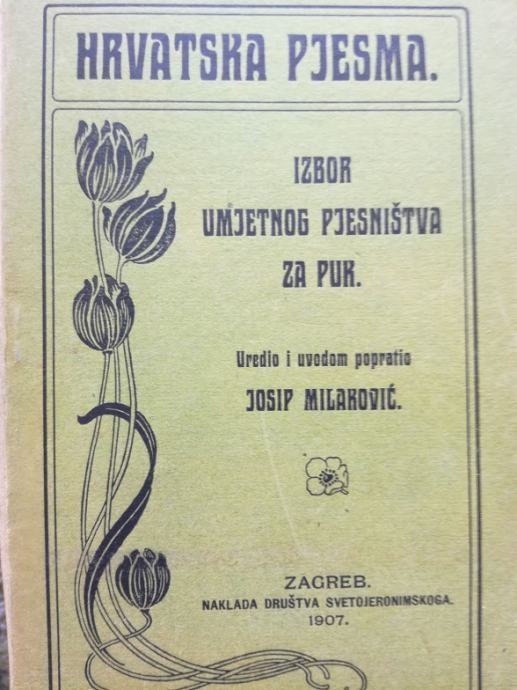 HRVATSKA PJESMA.
IZBOR
UMJETNOG PJESNIŠTVA
ZA PUK.
Uredio i uvodom popratio
JOSIP MILAKOVIĆ.
ZAGREB.
NAKLADA DRUŠTVA SVETOJERONIMSKOGA.
1907.